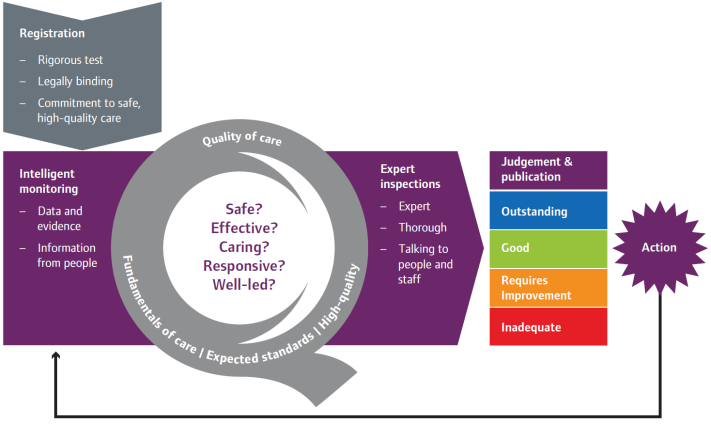 Registration
– Rigorous test
– Legally binding
– Commitment to safe,
high-quality care
Intelligent
monitoring
– Data and
evidence
– Information
from people
Quality of care
Safe?
Effective?
Caring?
Responsive?
Well-led?
Fundamentals of care | Expected standards | High-quality
Expert
inspections
– Expert
– Thorough
– Talking to
people and
staff
Judgement &
publication
Outstanding
Good
Requires
Improvement
Inadequate
Action